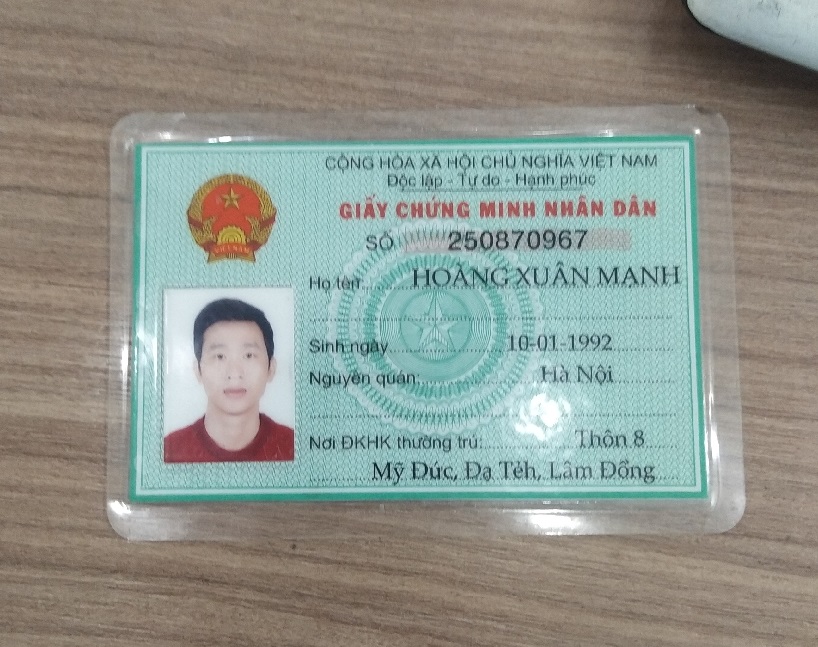 CỘNG HÒA XÃ HỘI CHỦ NGHĨA VIỆT NAM
Độc lập - Tự do - Hạnh phúc
GIẤY CHỨNG MINH NHÂN DÂN
SỐ 250870967
Họ tên: HOÀNG XUÂN MẠNH
Sinh ngày 10-01-1992
Nguyên quán: Hà Nội
Nơi ĐKHK thường trú: Thôn 8
Mỹ Đức, Đạ Tẻh, Lâm Đồng
VIỆT NAM